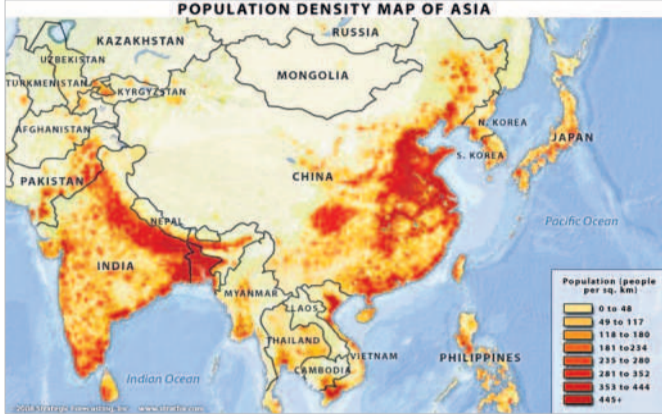 POPULATION DENSITY MAP OF ASIA
RUSSIA
KAZAKHSTAN
UZBEKISTAN
MONGOLIA
TURKMENISTAN
KYRGYZSTAN
N. KOREA
AFGHANISTAN
JAPAN
S. KOREA
CHINA
PAKISTAN
NEPAL
Pacific Ocean
INDIA
Population (people
per sq. km)
0 to 48
49 to 117
118 to 180
181 to234
235 to 280
281 to 352
353 to 444
445+
MYANMAR
LAOS
THAILAND
VIETNAM
PHILIPPINES
CAMBODIA
Indian Ocean